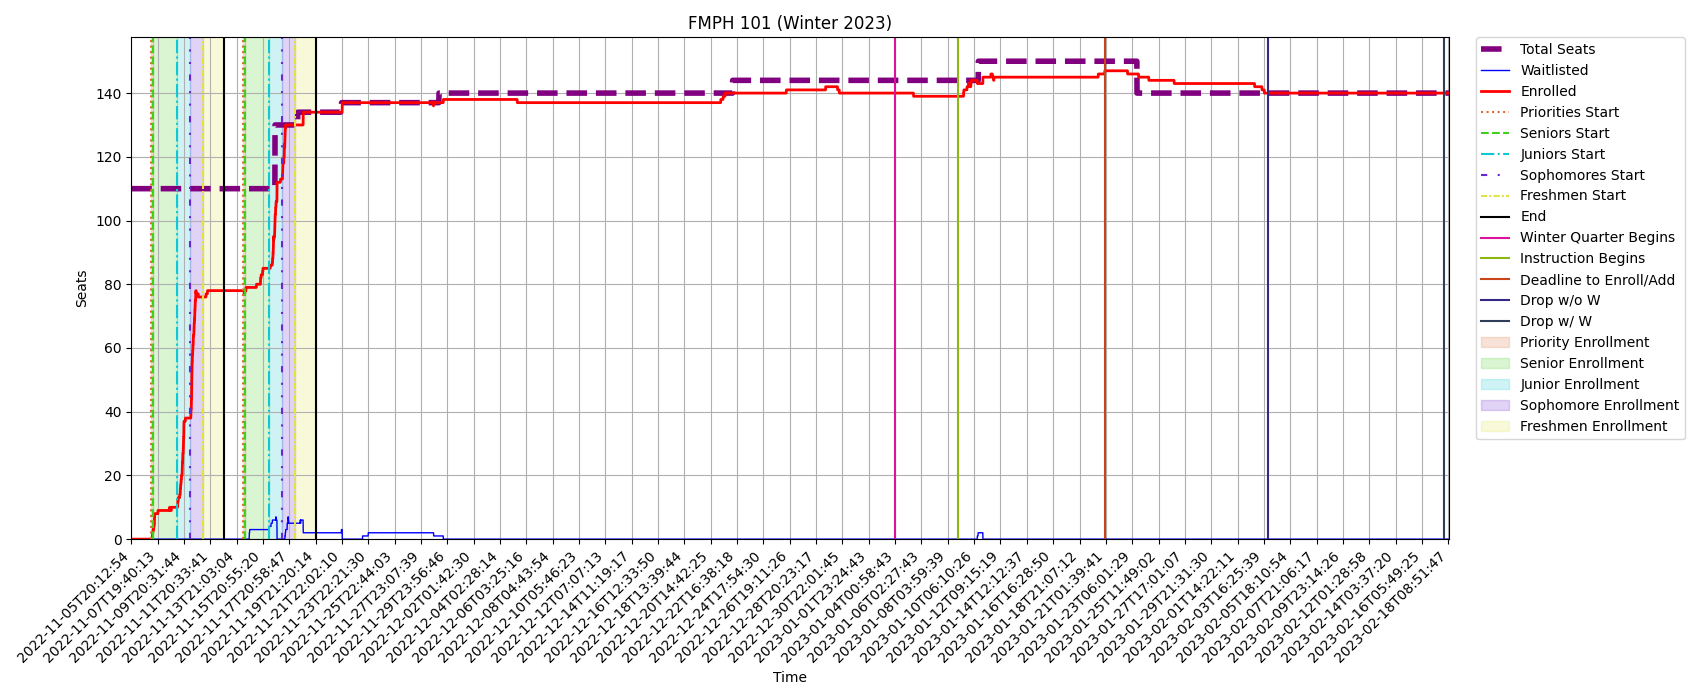 FMPH 101 (Winter 2023)
Seats
140
120
100
80
60
40
20
0
2022-11-05T20:12:54
2022-11-07T19:40:13
2022-11-09T20:31:44
2022-11-11T20:33:41
2022-11-13T21:03:04
2022-11-15T20:55:20
2022-11-17T20:58:47
2022-11-19T21:20:14
2022-11-21T22:02:10
2022-11-23T22:21:30
2022-11-25T22:44:03
2022-11-27T23:07:39
2022-11-29T23:56:46
2022-12-02T01:42:30
2022-12-04T02:28:14
2022-12-06T03:25:16
2022-12-08T04:43:54
2022-12-10T05:46:23
2022-12-12T07:07:13
2022-12-14T11:19:17
2022-12-16T12:33:50
2022-12-18T13:39:44
2022-12-20T14:42:25
2022-12-22T16:38:18
2022-12-24T17:54:30
2022-12-26T19:11:26
2022-12-28T20:23:17
2022-12-30T22:01:45
2023-01-01T23:24:43
2023-01-04T00:58:43
2023-01-06T02:27:43
2023-01-08T03:59:39
2023-01-10T06:10:26
2023-01-12T09:15:19
2023-01-14T14:12:37
2023-01-16T16:28:50
2023-01-18T21:07:12
2023-01-21T01:39:41
2023-01-23T06:01:29
2023-01-25T11:49:02
2023-01-27T17:01:07
2023-01-29T21:31:30
2023-02-01T14:22:11
2023-02-03T16:25:39
2023-02-05T18:10:54
2023-02-07T21:06:17
2023-02-09T23:14:26
2023-02-12T01:28:58
2023-02-14T03:37:20
2023-02-16T05:49:25
2023-02-18T08:51:47
Time
Total Seats
Waitlisted
Enrolled
Priorities Start
Seniors Start
Juniors Start
Sophomores Start
Freshmen Start
End
Winter Quarter Begins
Instruction Begins
Deadline to Enroll/Add
Drop w/o W
Drop w/ W
Priority Enrollment
Senior Enrollment
Junior Enrollment
Sophomore Enrollment
Freshmen Enrollment